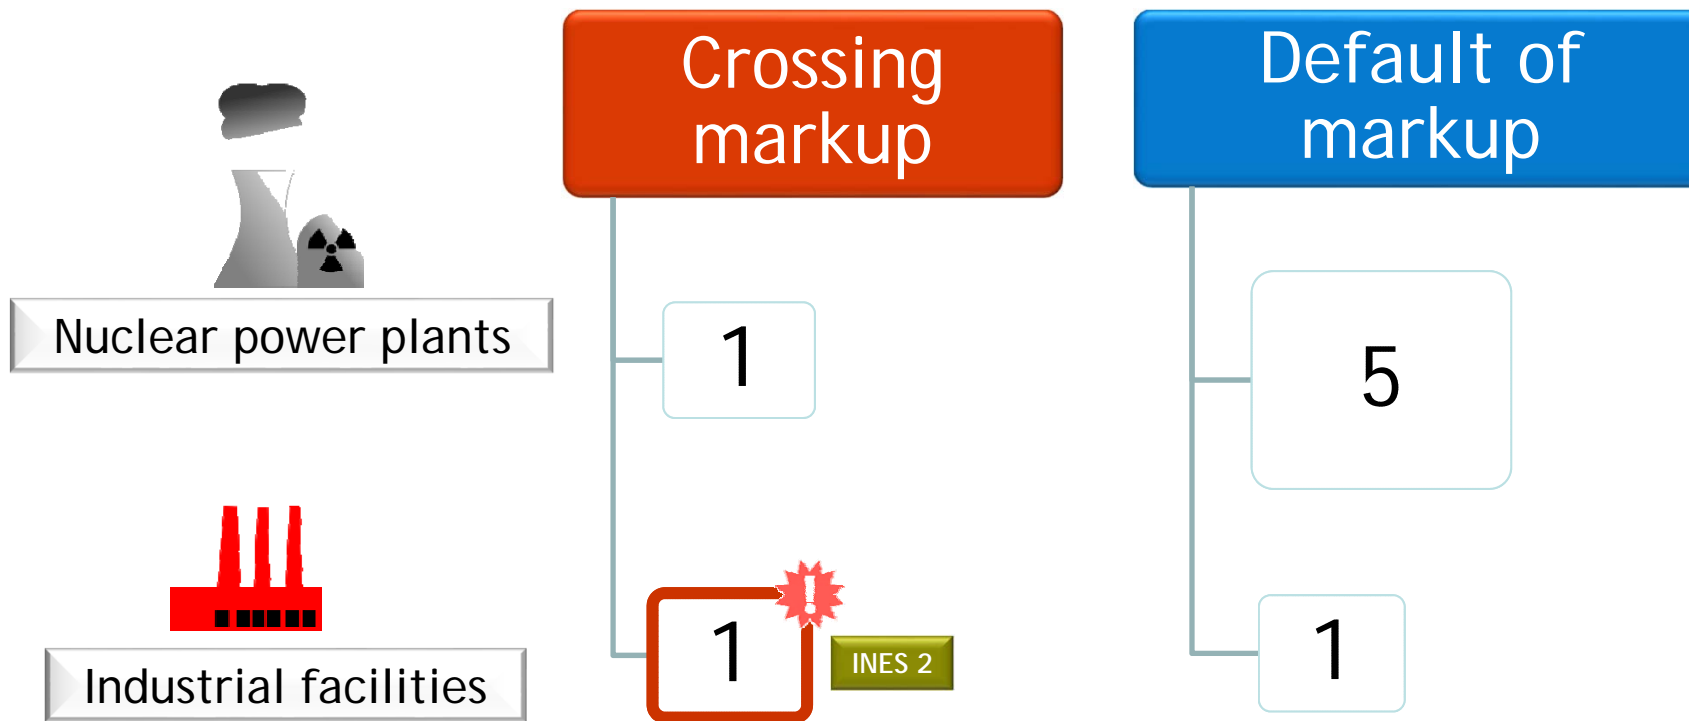 Crossing
markup
Default of
markup
Nuclear power plants
1
5
!
1
INES 2
1
Industrial facilities